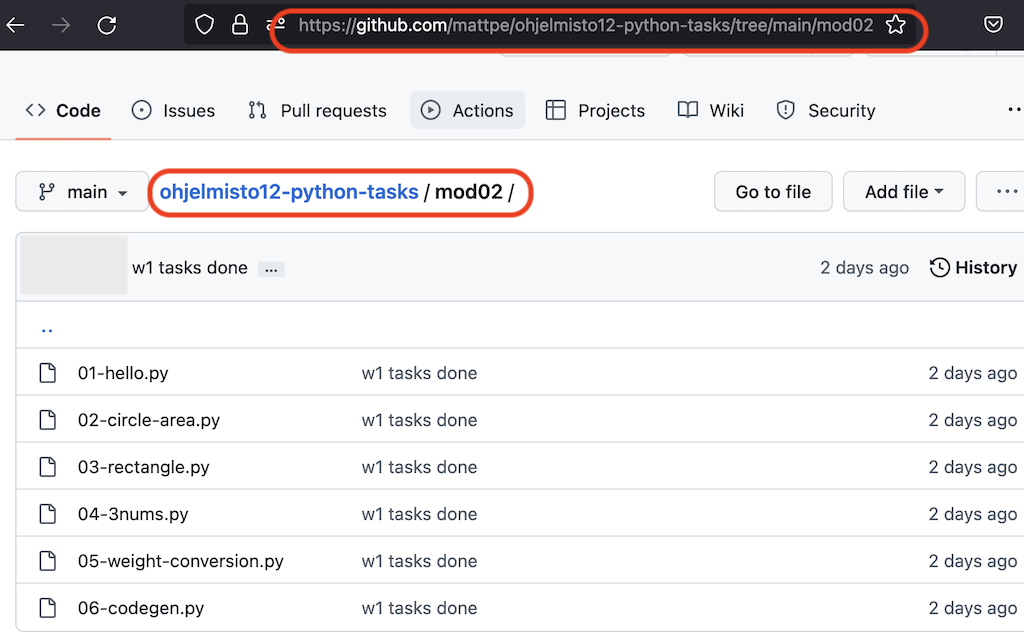 https://github.com/mattpe/ohjelmisto12-python-tasks/tree/main/mod02
Code Issues Pull requests Actions Projects Wiki Security ··
main ohjelmisto12-python-tasks / mod02 / Go to file Add file ···
w1 tasks done ... 2 days ago History
..
01-hello.py w1 tasks done 2 days ago
02-circle-area.py w1 tasks done 2 days ago
03-rectangle.py w1 tasks done 2 days ago
04-3nums.py w1 tasks done 2 days ago
05-weight-conversion.py w1 tasks done 2 days ago
06-codegen.py w1 tasks done 2 days ago